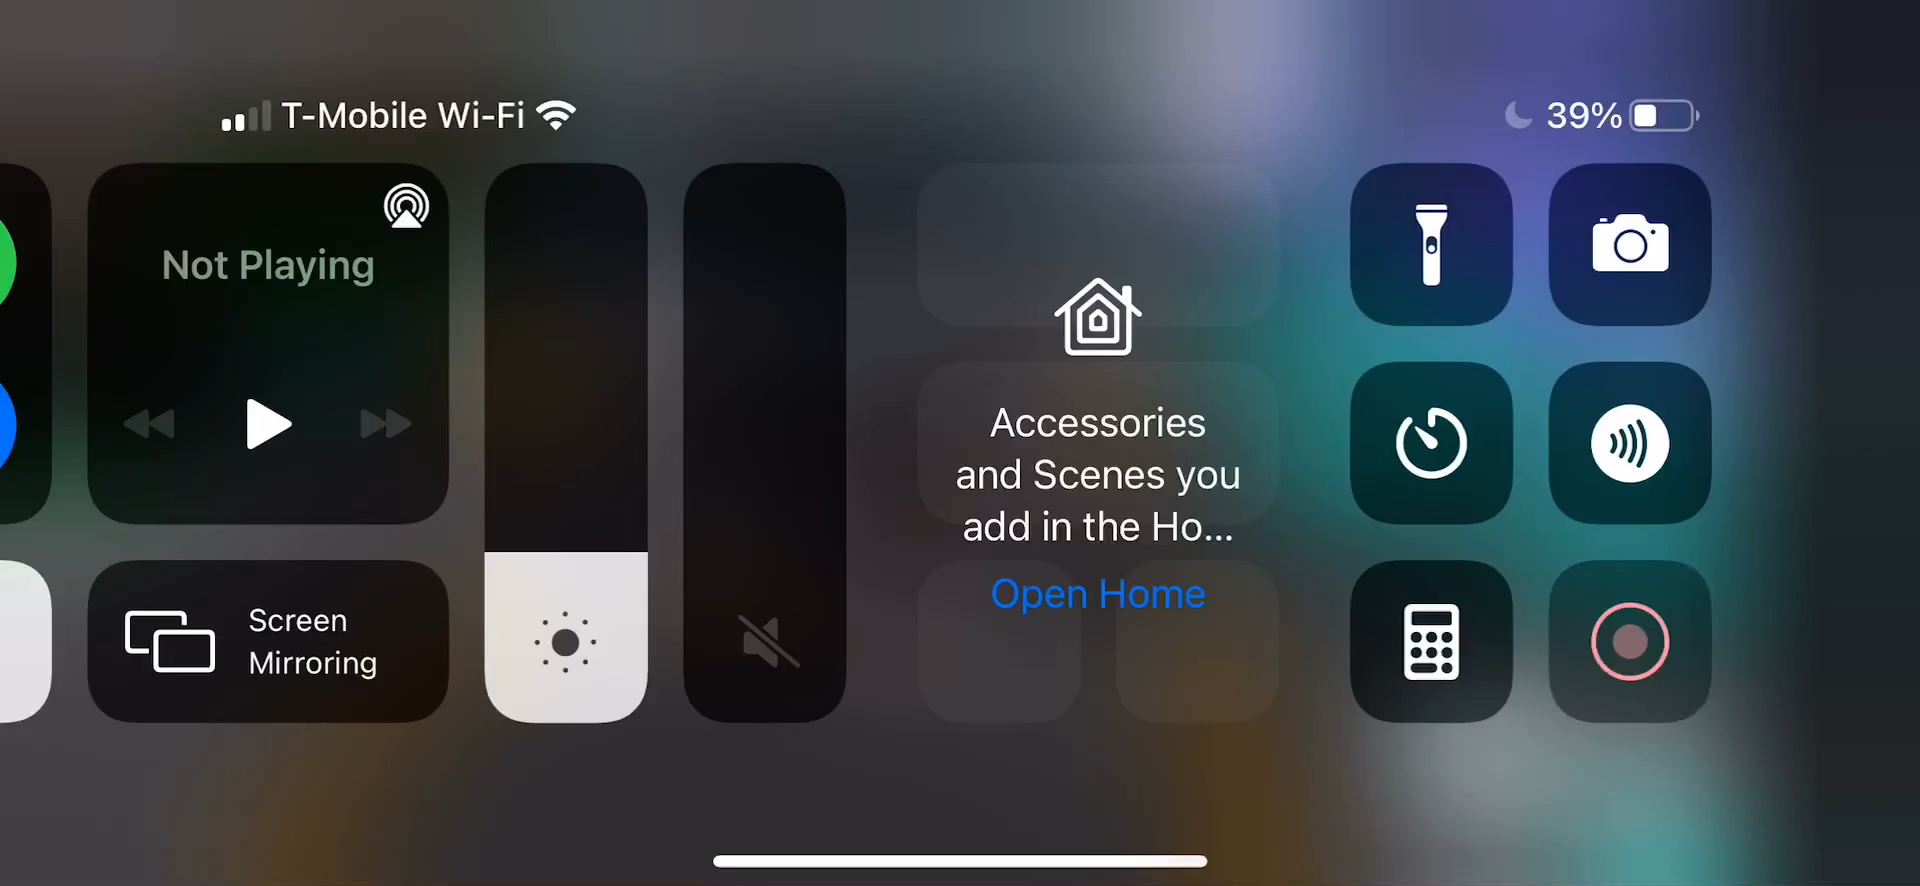 T-Mobile Wi-Fi
39%
Not Playing
Screen
Mirroring
Accessories
and Scenes you
add in the Ho...
Open Home